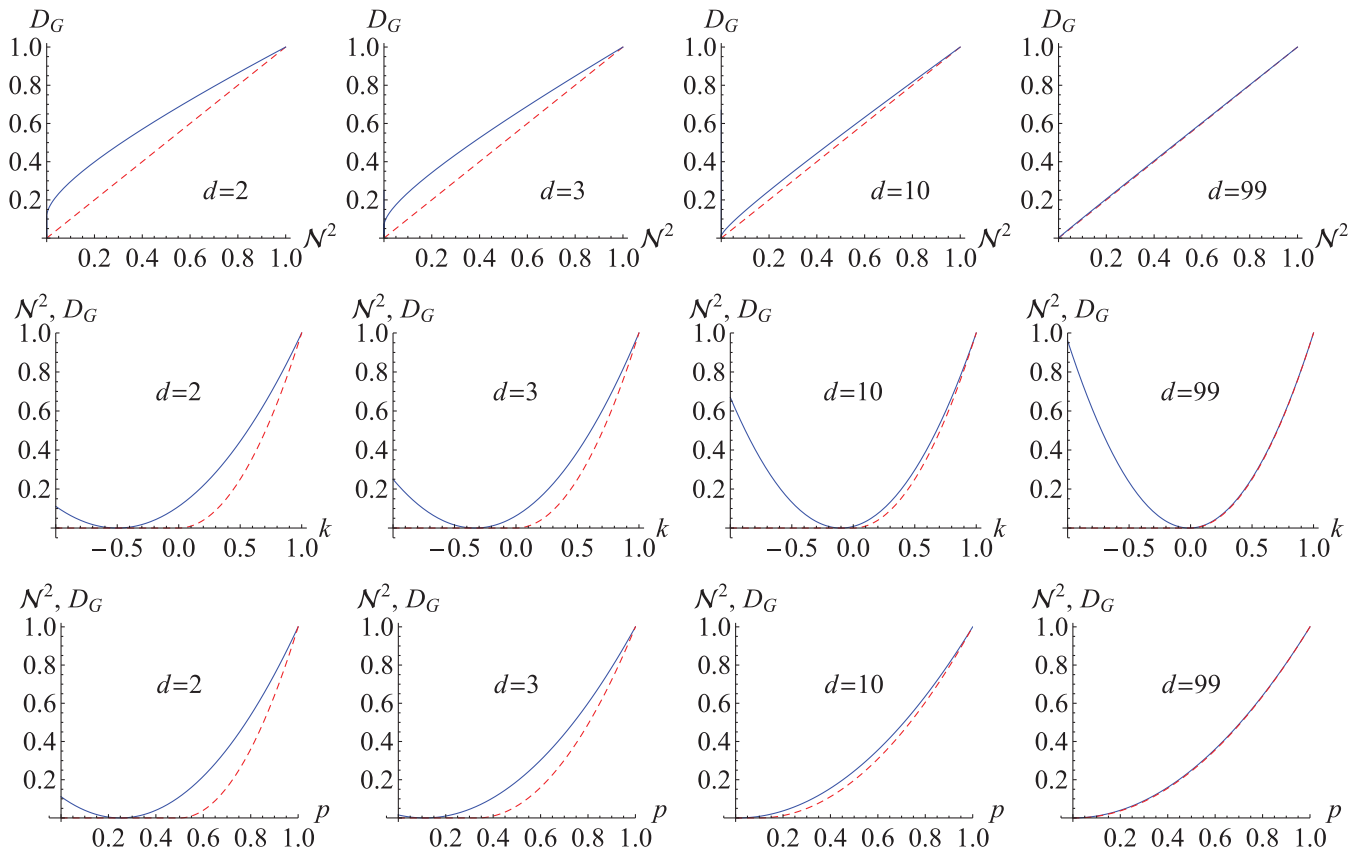 D_G D_G D_G D_G
1.0 1.0 1.0 1.0
0.8 0.8 0.8 0.8
0.6 0.6 0.6 0.6
0.4 0.4 0.4 0.4
0.2 d=2 0.2 d=3 0.2 d=10 0.2 d=99
𝒩² 𝒩² 𝒩² 𝒩²
0.2 0.4 0.6 0.8 1.0 0.2 0.4 0.6 0.8 1.0 0.2 0.4 0.6 0.8 1.0 0.2 0.4 0.6 0.8 1.0
𝒩², D_G 𝒩², D_G 𝒩², D_G 𝒩², D_G
1.0 1.0 1.0 1.0
0.8 0.8 0.8 0.8
d=2 d=3 d=10 d=99
0.6 0.6 0.6 0.6
0.4 0.4 0.4 0.4
0.2 0.2 0.2 0.2
k k k k
−0.5 0.0 0.5 1.0 −0.5 0.0 0.5 1.0 −0.5 0.0 0.5 1.0 −0.5 0.0 0.5 1.0
𝒩², D_G 𝒩², D_G 𝒩², D_G 𝒩², D_G
1.0 1.0 1.0 1.0
0.8 0.8 0.8 0.8
d=2 d=3 d=10 d=99
0.6 0.6 0.6 0.6
0.4 0.4 0.4 0.4
0.2 0.2 0.2 0.2
p p p p
0.2 0.4 0.6 0.8 1.0 0.2 0.4 0.6 0.8 1.0 0.2 0.4 0.6 0.8 1.0 0.2 0.4 0.6 0.8 1.0